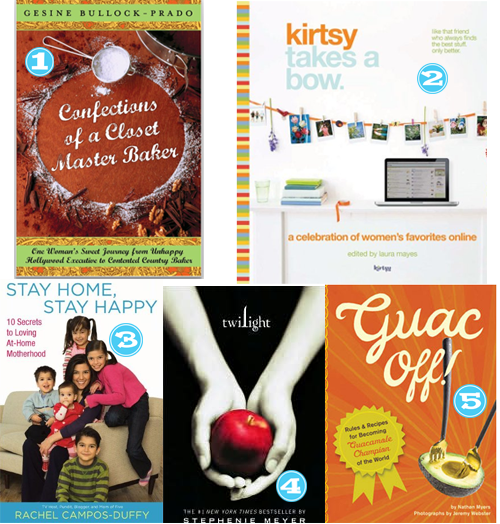 GESINE BULLOCK-PRADO
1
Confections
of a Closet
Master Baker
One Woman's Sweet Journey from Unhappy
Hollywood Executive to Contented Country Baker
kirtsy
takes a
bow.
like that friend
who always finds
the best stuff,
only better.
2
a celebration of women's favorites online
edited by laura mayes
kirtsy
STAY HOME,
STAY HAPPY
10 Secrets
to Loving
At-Home
Motherhood
3
RACHEL CAMPOS-DUFFY
twilight
4
THE #1 NEW YORK TIMES BESTSELLER BY
STEPHENIE MEYER
Guac
Off!
5
Rules & Recipes
for Becoming
Guacamole
Champion
of the World
by Nathan Myers
Photographs by Jeremy Webster